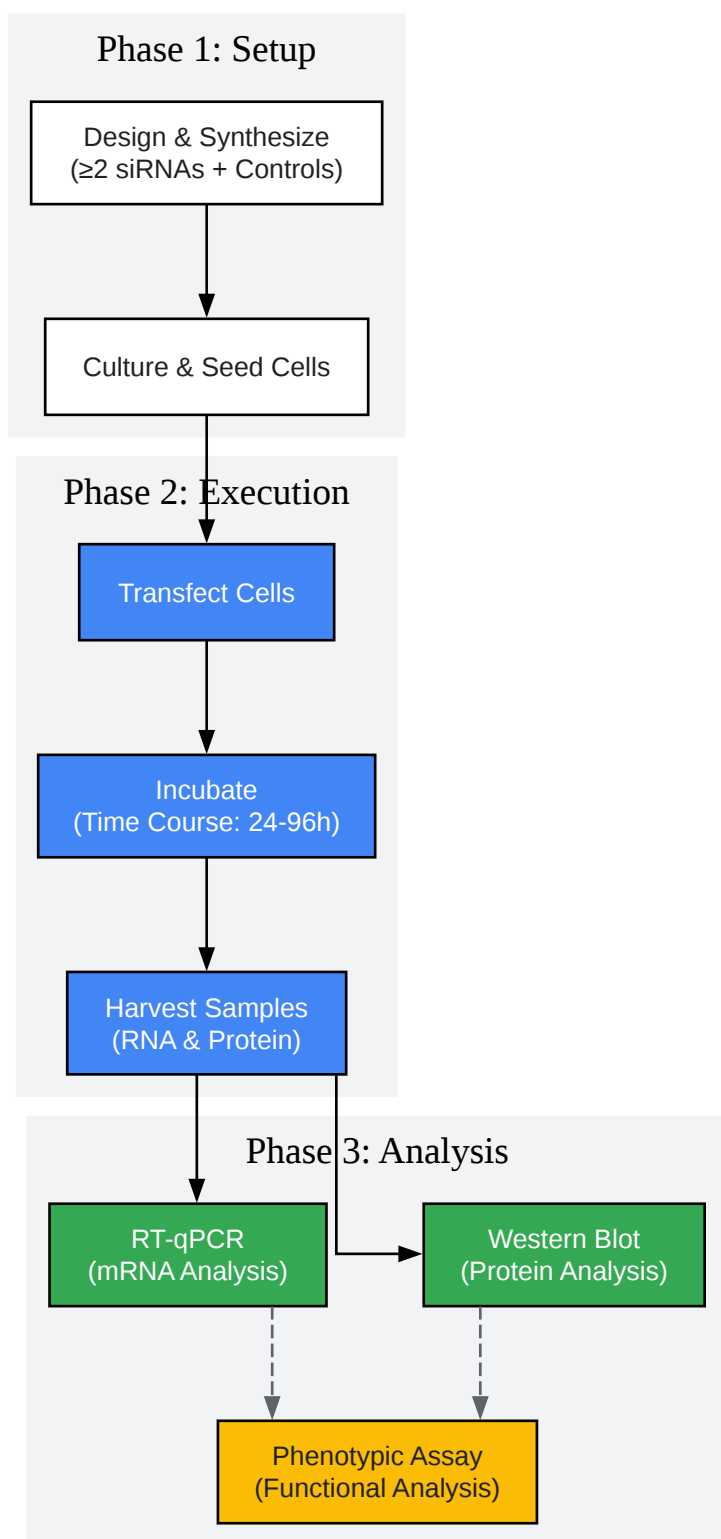 Phase 1: Setup
Design & Synthesize
(≥2 siRNAs + Controls)
Culture & Seed Cells
Phase 2: Execution
Transfect Cells
Incubate
(Time Course: 24-96h)
Harvest Samples
(RNA & Protein)
Phase 3: Analysis
RT-qPCR
(mRNA Analysis)
Western Blot
(Protein Analysis)
Phenotypic Assay
(Functional Analysis)